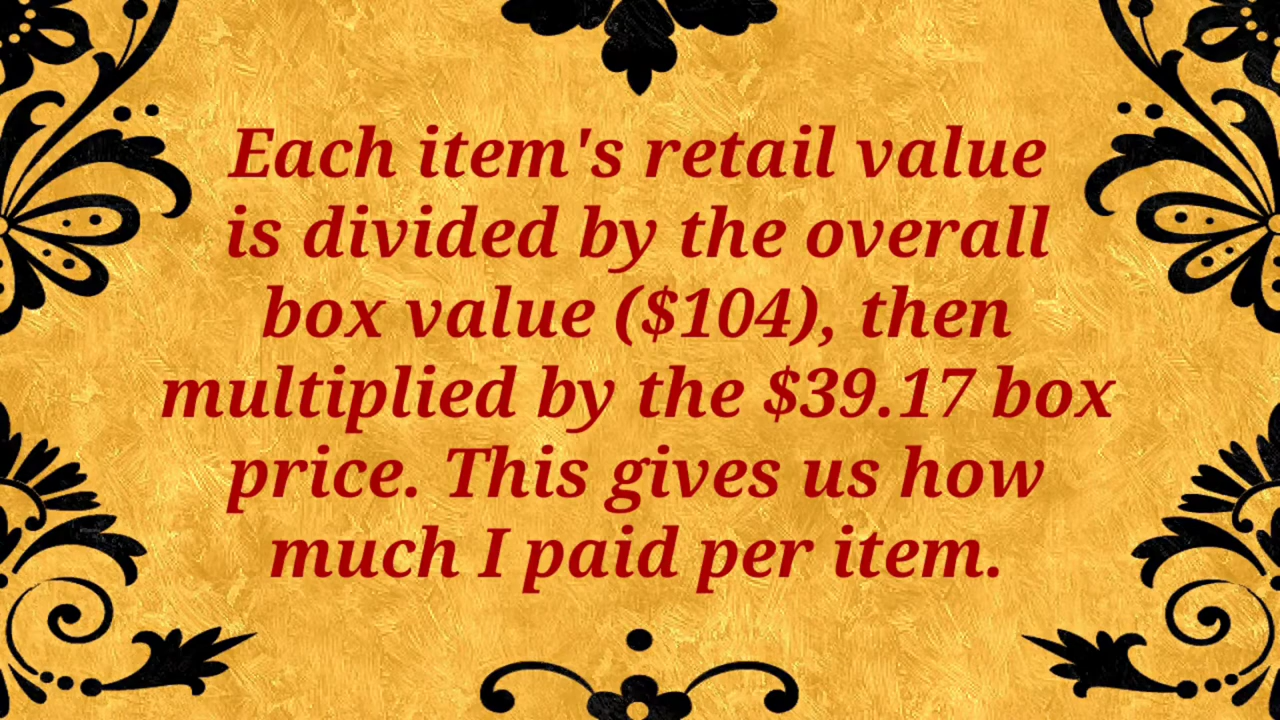 Each item's retail value
is divided by the overall
box value ($104), then
multiplied by the $39.17 box
price. This gives us how
much I paid per item.